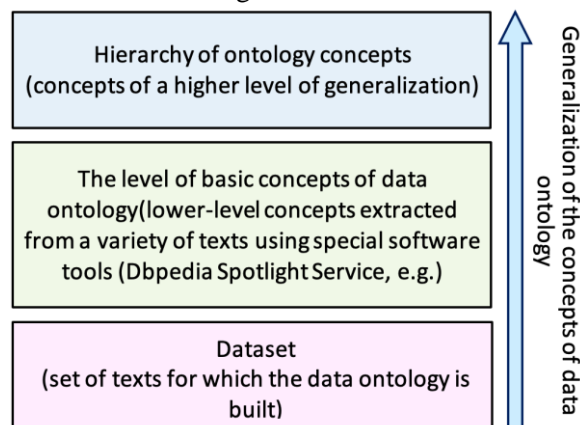 Hierarchy of ontology concepts
(concepts of a higher level of generalization)
The level of basic concepts of data
ontology(lower-level concepts extracted
from a variety of texts using special software
tools (Dbpedia Spotlight Service, e.g.)
Dataset
(set of texts for which the data ontology is
built)
Generalization of the concepts of data
ontology